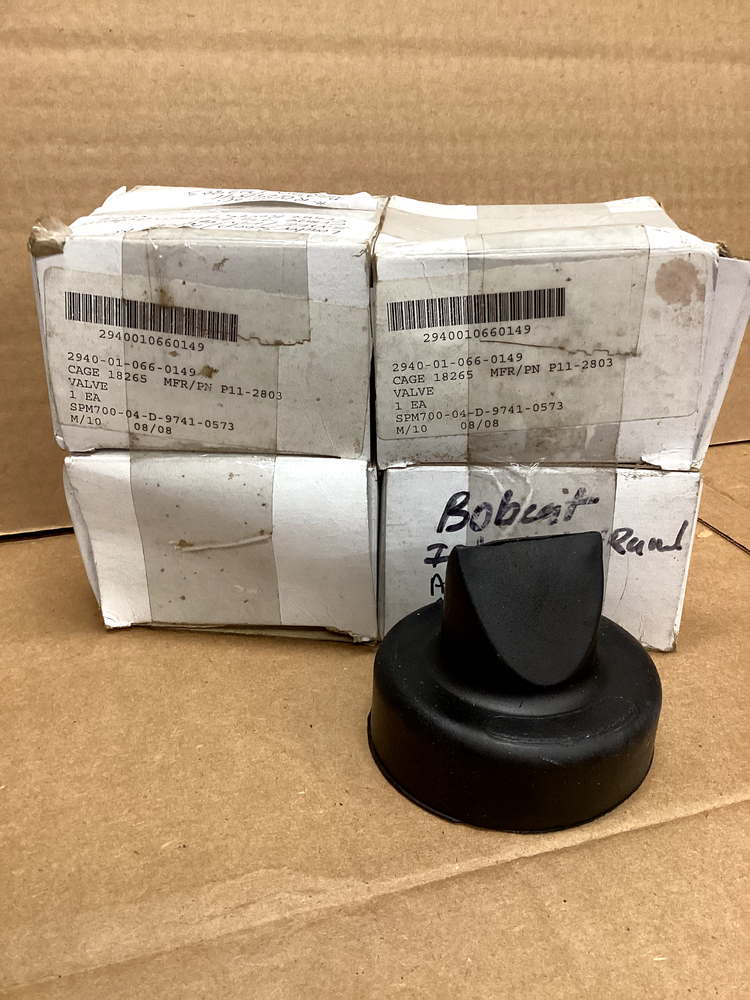 2940010660149
2940-01-066-0149
CAGE 18265 MFR/PN P11-2803
VALVE
1 EA
SPM700-04-D-9741-0573
M/10 08/08
2940010660149
2940-01-066-0149
CAGE 18265 MFR/PN P11-2803
VALVE
1 EA
SPM700-04-D-9741-0573
M/10 08/08
Bobcat